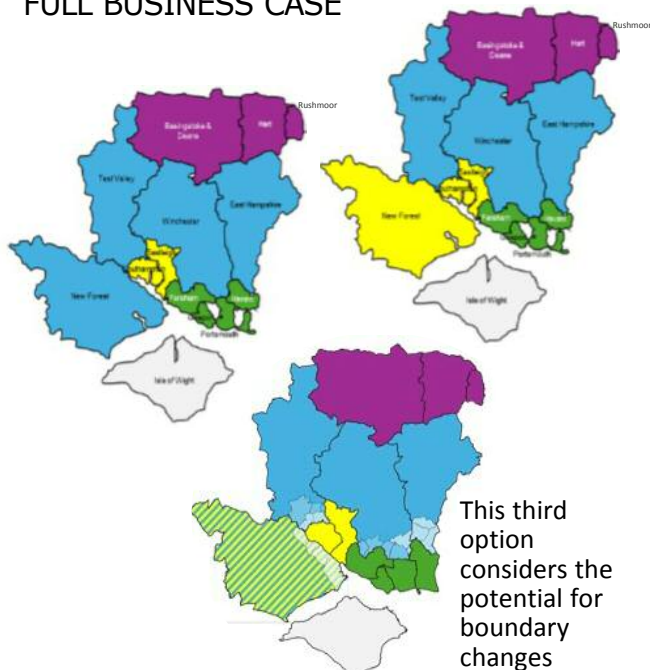 FULL BUSINESS CASE
Rushmoor
Basingstoke &
Deane
Hart
Test Valley
Winchester
East Hampshire
Eastleigh
New Forest
Fareham
Havant
Portsmouth
Isle of Wight
Rushmoor
Basingstoke &
Deane
Hart
Test Valley
Winchester
East Hampshire
Eastleigh
New Forest
Fareham
Havant
Portsmouth
Isle of Wight
This third
option
considers the
potential for
boundary
changes